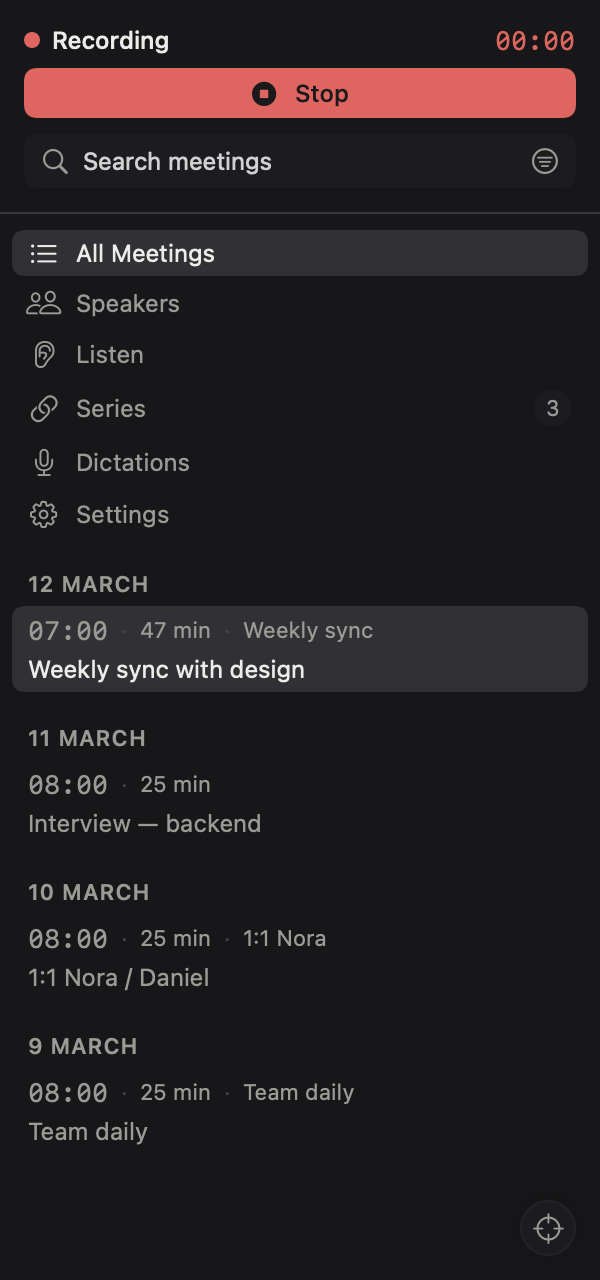 Recording 00:00
Stop
Search meetings
All Meetings
Speakers
Listen
Series 3
Dictations
Settings
12 MARCH
07:00 · 47 min · Weekly sync
Weekly sync with design
11 MARCH
08:00 · 25 min
Interview — backend
10 MARCH
08:00 · 25 min · 1:1 Nora
1:1 Nora / Daniel
9 MARCH
08:00 · 25 min · Team daily
Team daily